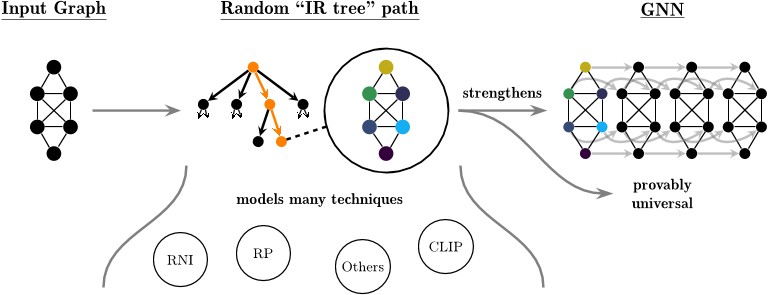 Input Graph
Random “IR tree” path
GNN
strengthens
provably
universal
models many techniques
RNI
RP
Others
CLIP